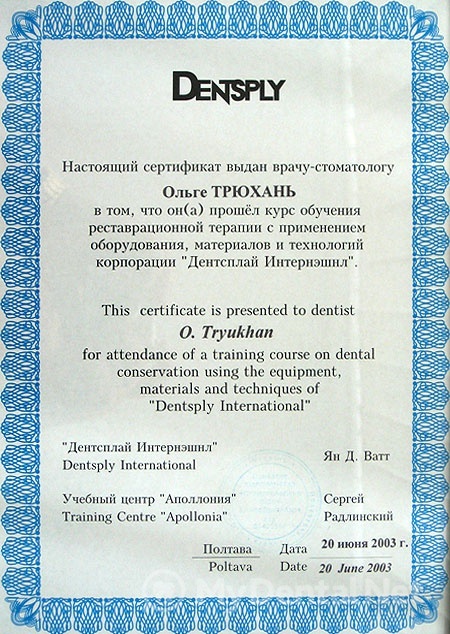 DENTSPLY
Настоящий сертификат выдан врачу-стоматологу
Ольге ТРЮХАНЬ
в том, что он(а) прошёл курс обучения
реставрационной терапии с применением
оборудования, материалов и технологий
корпорации "Дентсплай Интернэшнл".
This certificate is presented to dentist
O. Tryukhan
for attendance of a training course on dental
conservation using the equipment,
materials and techniques of
"Dentsply International"
"Дентсплай Интернэшнл"
Dentsply International
Ян Д. Ватт
Учебный центр "Аполлония"
Training Centre "Apollonia"
Сергей
Радлинский
Полтава Дата 20 июня 2003 г.
Poltava Date 20 June 2003